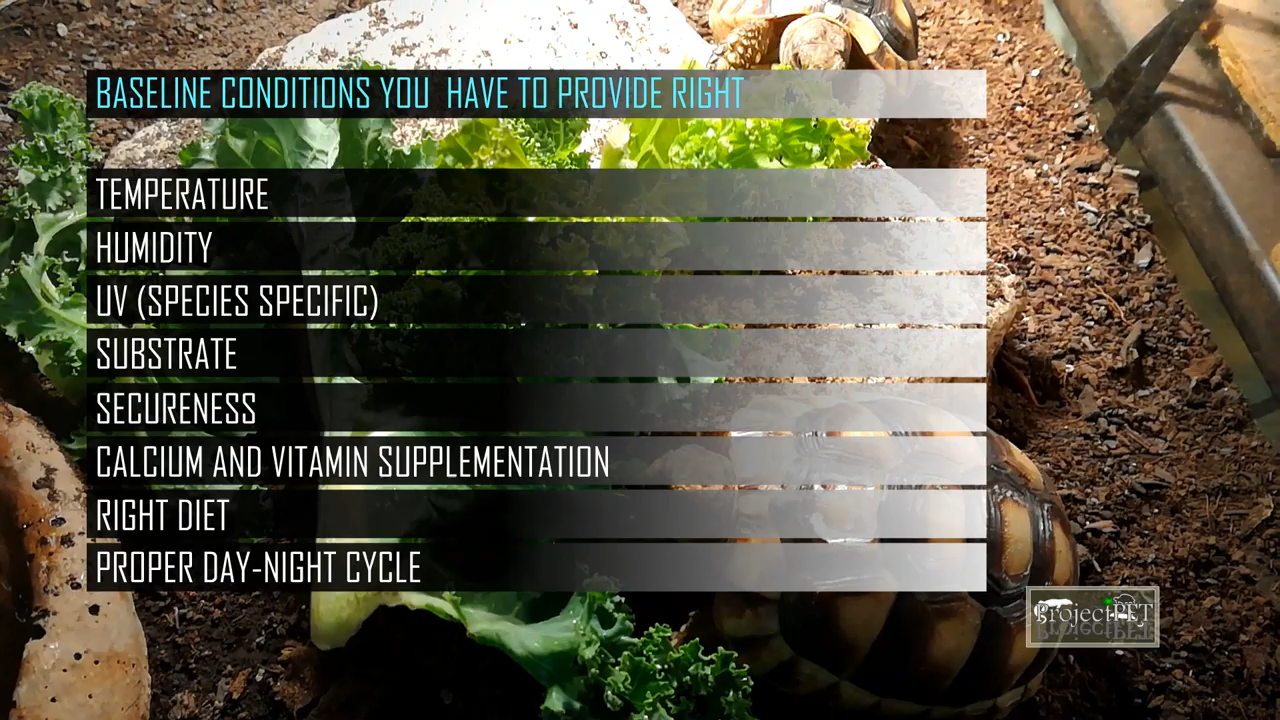 BASELINE CONDITIONS YOU HAVE TO PROVIDE RIGHT
TEMPERATURE
HUMIDITY
UV (SPECIES SPECIFIC)
SUBSTRATE
SECURENESS
CALCIUM AND VITAMIN SUPPLEMENTATION
RIGHT DIET
PROPER DAY-NIGHT CYCLE
ProjectPET